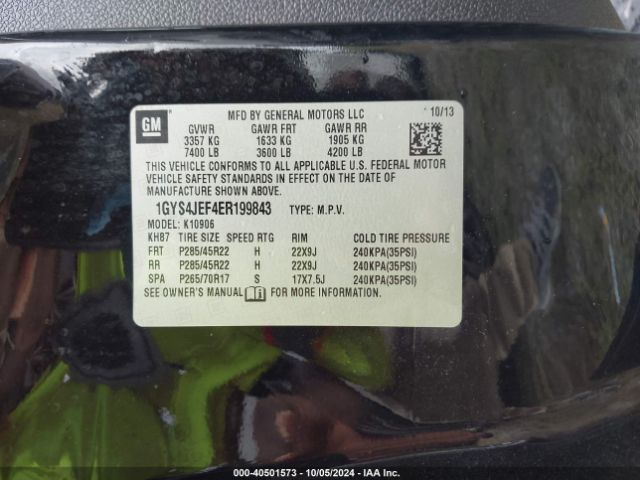 GM
MFD BY GENERAL MOTORS LLC 10/13
GVWR GAWR FRT GAWR RR
3357 KG 1633 KG 1905 KG
7400 LB 3600 LB 4200 LB
THIS VEHICLE CONFORMS TO ALL APPLICABLE U.S. FEDERAL MOTOR
VEHICLE SAFETY STANDARDS IN EFFECT ON THE DATE OF
MANUFACTURE SHOWN ABOVE.
1GYS4JEF4ER199843 TYPE: M.P.V.
MODEL: K10906
KH87 TIRE SIZE SPEED RTG RIM COLD TIRE PRESSURE
FRT P285/45R22 H 22X9J 240KPA(35PSI)
RR P285/45R22 H 22X9J 240KPA(35PSI)
SPA P265/70R17 S 17X7.5J 240KPA(35PSI)
SEE OWNER'S MANUAL FOR MORE INFORMATION.
000-40501573 - 10/05/2024 - IAA Inc.